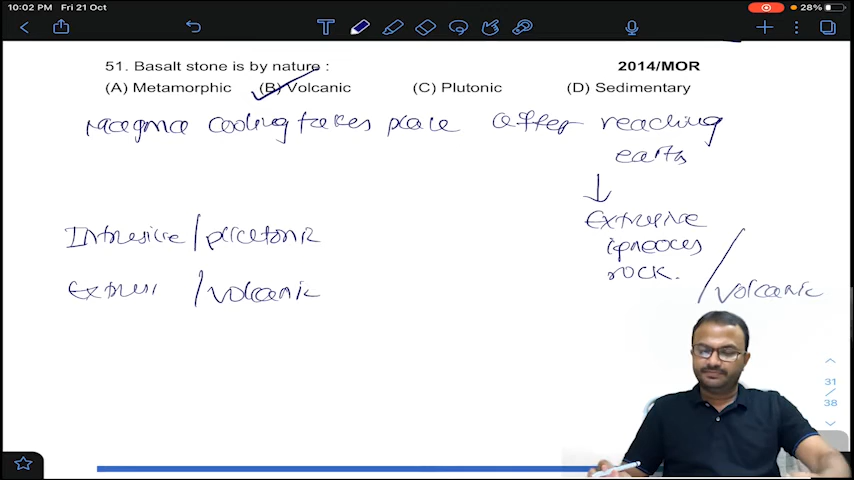 10:02 PM Fri 21 Oct
28%
T
51. Basalt stone is by nature : 2014/MOR
(A) Metamorphic (B) Volcanic (C) Plutonic (D) Sedimentary
magma cooling takes place after reaching
earth
Extrusive
igneous
rock.
/ volcanic
Intrusive / plutonic
Extrusi / volcanic
31
/
38